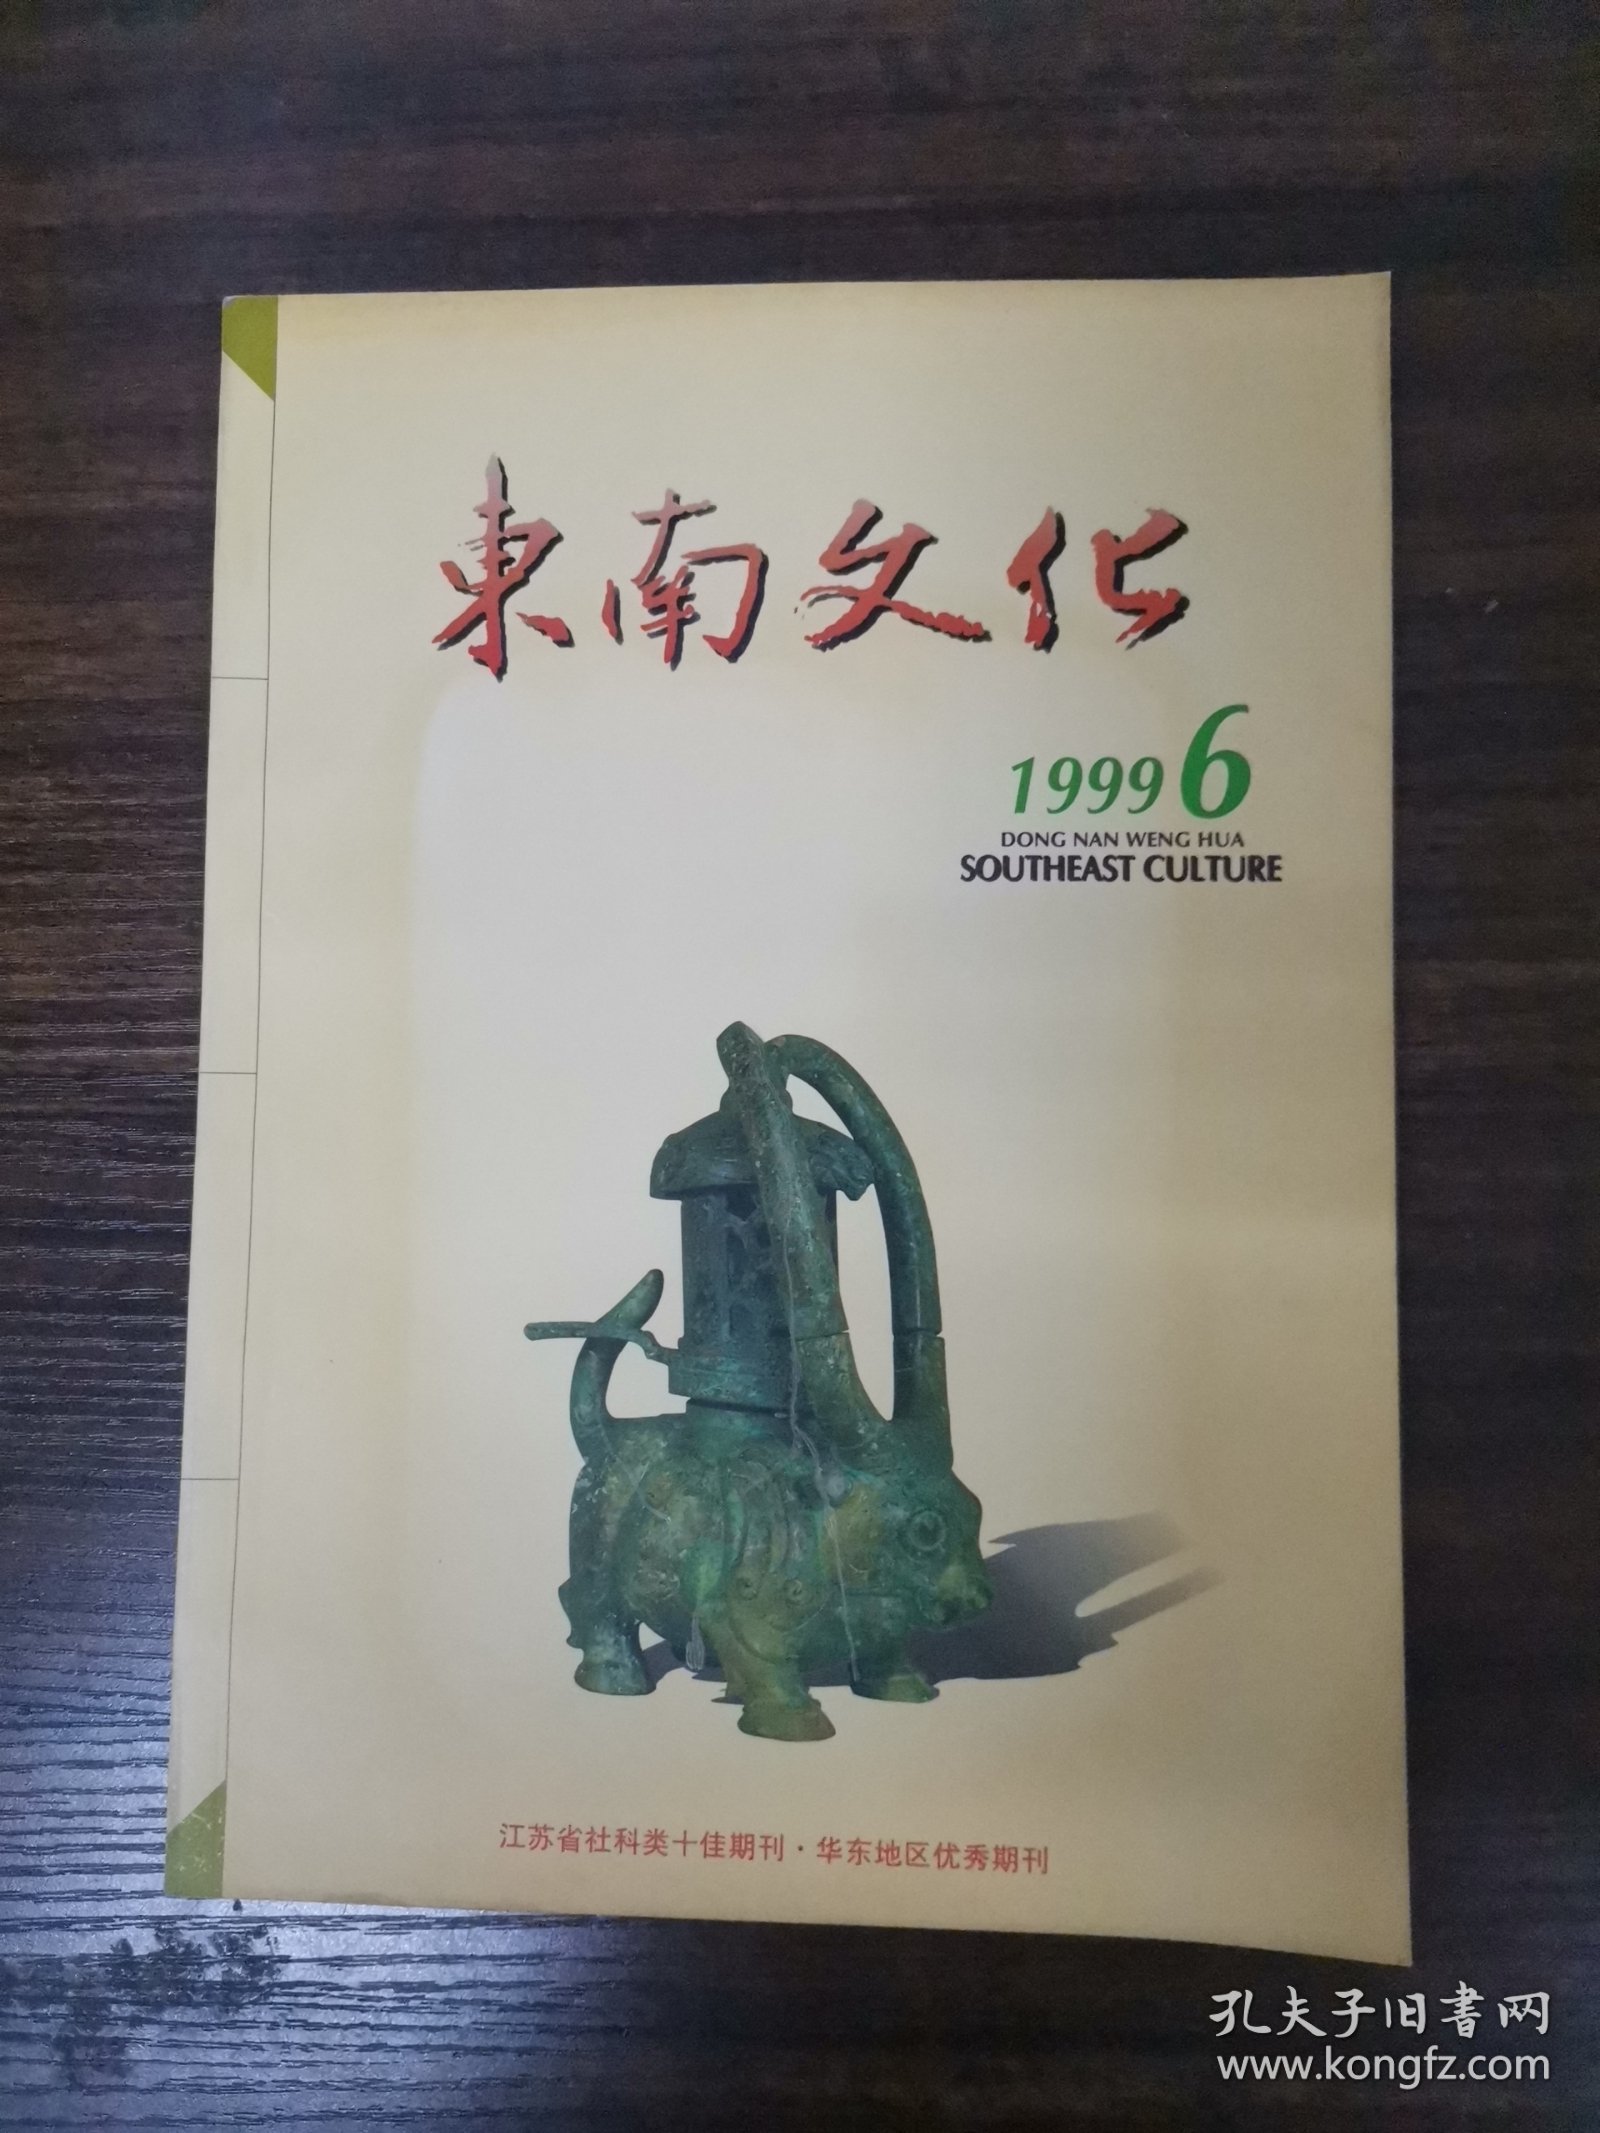 東南文化
1999 6
DONG NAN WENG HUA
SOUTHEAST CULTURE
江苏省社科类十佳期刊·华东地区优秀期刊
孔夫子旧書网
www.kongfz.com